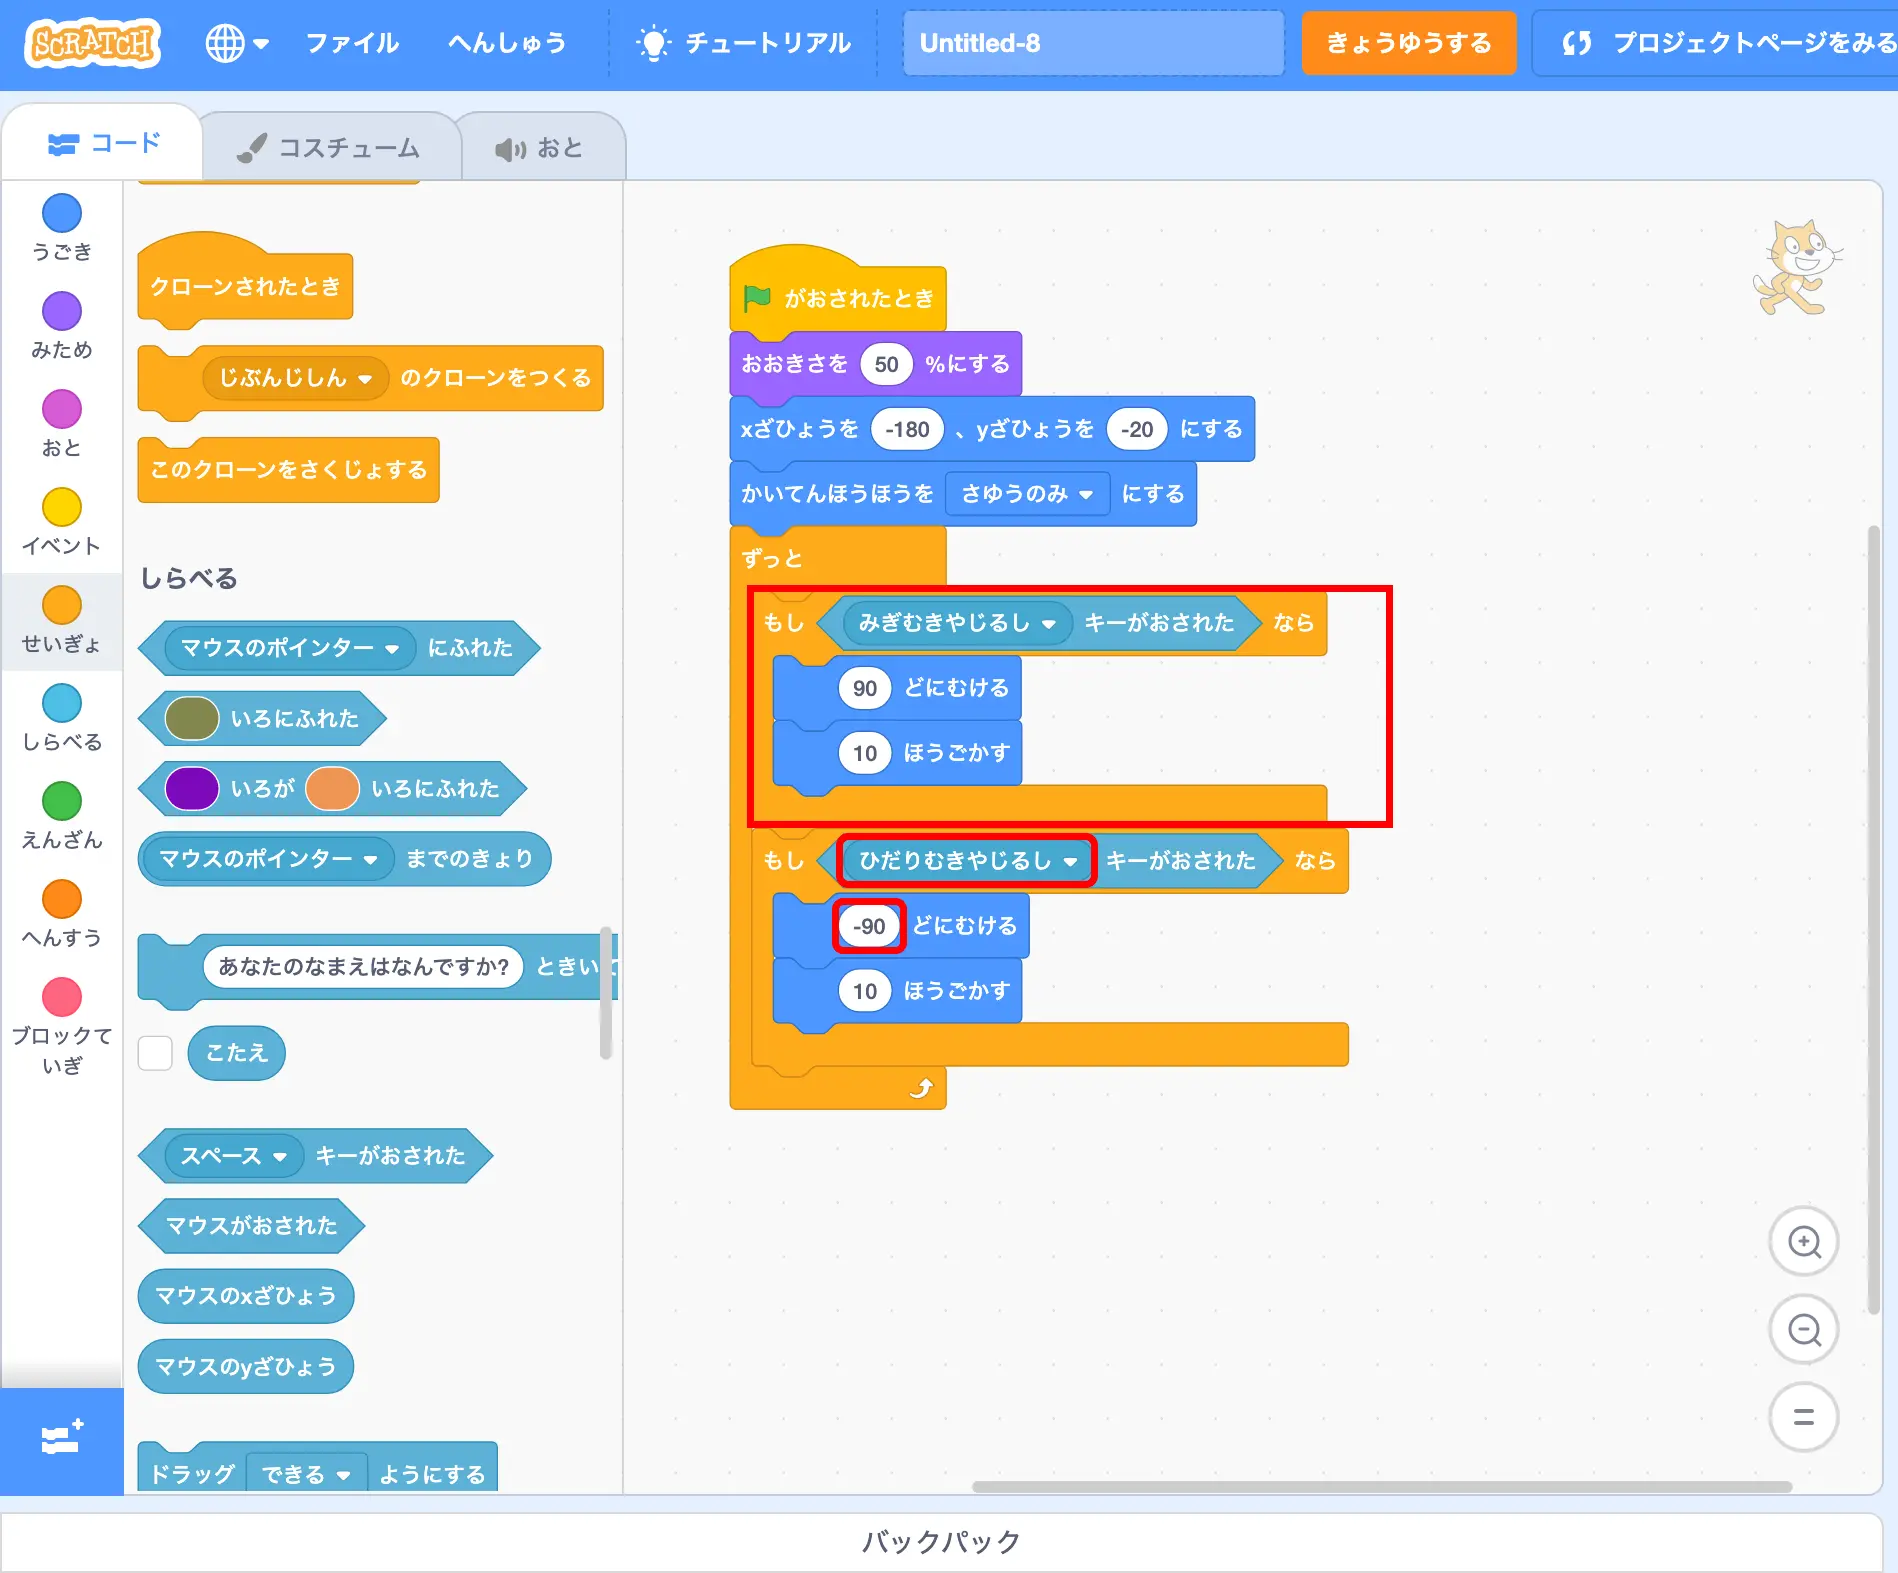 SCRATCH ファイル へんしゅう チュートリアル Untitled-8 きょうゆうする プロジェクトページをみる
コード コスチューム おと
うごき
みため
おと
イベント
せいぎょ
しらべる
えんざん
へんすう
ブロックて
いぎ
クローンされたとき
じぶんじしん のクローンをつくる
このクローンをさくじょする
しらべる
マウスのポインター にふれた
いろにふれた
いろが いろにふれた
マウスのポインター までのきょり
あなたのなまえはなんですか? ときいて
こたえ
スペース キーがおされた
マウスがおされた
マウスのxざひょう
マウスのyざひょう
ドラッグ できる ようにする
がおされたとき
おおきさを 50 %にする
xざひょうを -180 、yざひょうを -20 にする
かいてんほうほうを さゆうのみ にする
ずっと
もし みぎむきやじるし キーがおされた なら
90 どにむける
10 ほうごかす
もし ひだりむきやじるし キーがおされた なら
-90 どにむける
10 ほうごかす
バックパック